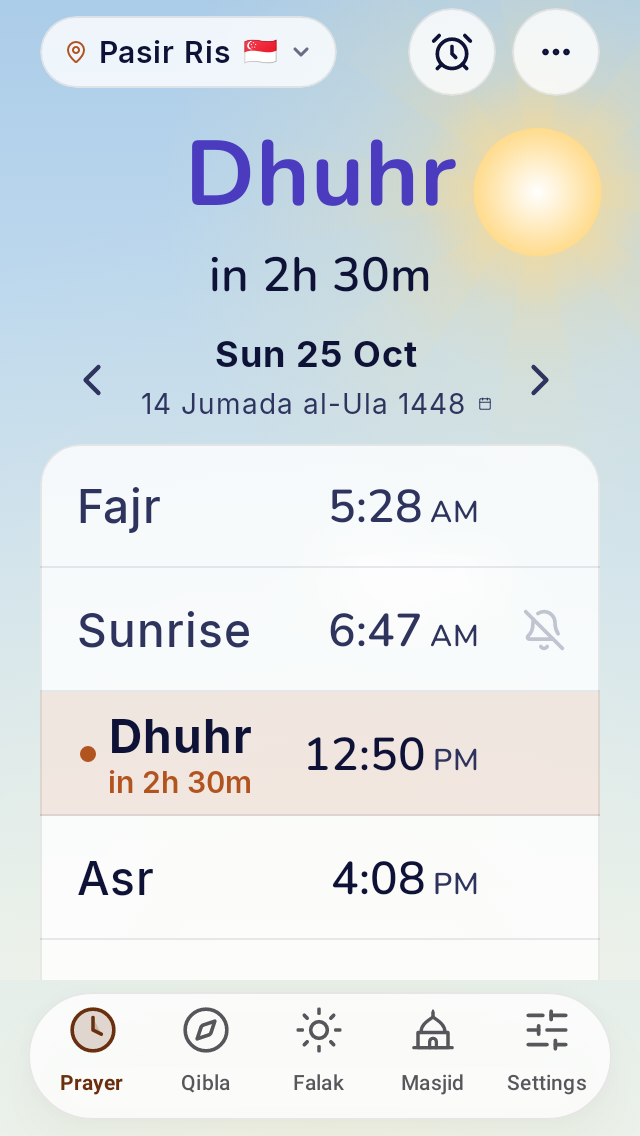 Pasir Ris 🇸🇬
Dhuhr
in 2h 30m
Sun 25 Oct
14 Jumada al-Ula 1448
Fajr 5:28 AM
Sunrise 6:47 AM
Dhuhr 12:50 PM
in 2h 30m
Asr 4:08 PM
Prayer Qibla Falak Masjid Settings